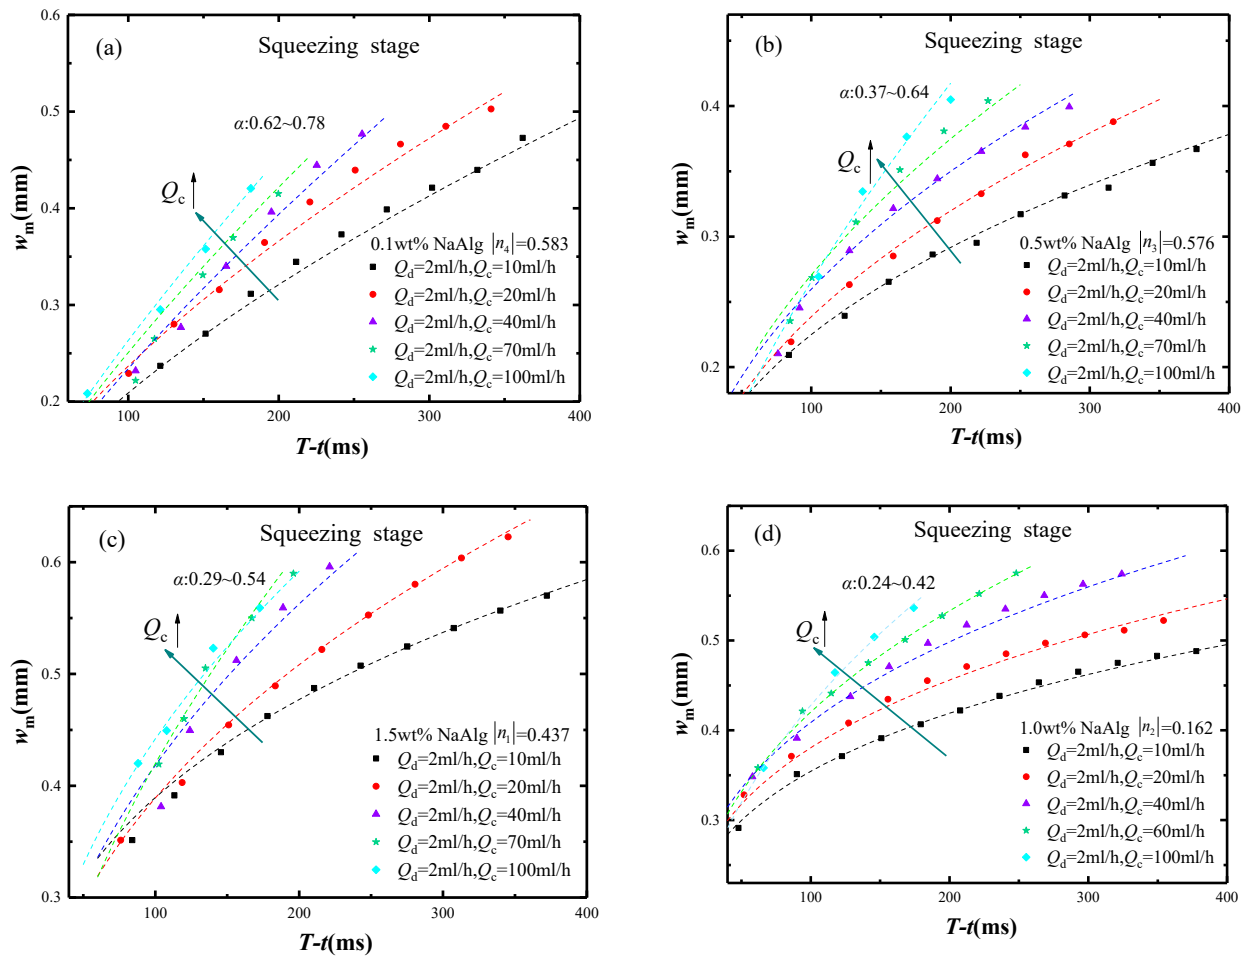 (a)
Squeezing stage
α:0.62~0.78
Qc
0.1wt% NaAlg |n4|=0.583
Qd=2ml/h,Qc=10ml/h
Qd=2ml/h,Qc=20ml/h
Qd=2ml/h,Qc=40ml/h
Qd=2ml/h,Qc=70ml/h
Qd=2ml/h,Qc=100ml/h
0.6
0.5
0.4
0.3
0.2
wm(mm)
100 200 300 400
T-t(ms)
(b)
Squeezing stage
α:0.37~0.64
Qc
0.5wt% NaAlg |n3|=0.576
Qd=2ml/h,Qc=10ml/h
Qd=2ml/h,Qc=20ml/h
Qd=2ml/h,Qc=40ml/h
Qd=2ml/h,Qc=70ml/h
Qd=2ml/h,Qc=100ml/h
0.4
0.3
0.2
wm(mm)
100 200 300 400
T-t(ms)
(c)
Squeezing stage
α:0.29~0.54
Qc
1.5wt% NaAlg |n1|=0.437
Qd=2ml/h,Qc=10ml/h
Qd=2ml/h,Qc=20ml/h
Qd=2ml/h,Qc=40ml/h
Qd=2ml/h,Qc=70ml/h
Qd=2ml/h,Qc=100ml/h
0.6
0.5
0.4
0.3
wm(mm)
100 200 300 400
T-t(ms)
(d)
Squeezing stage
α:0.24~0.42
Qc
1.0wt% NaAlg |n2|=0.162
Qd=2ml/h,Qc=10ml/h
Qd=2ml/h,Qc=20ml/h
Qd=2ml/h,Qc=40ml/h
Qd=2ml/h,Qc=60ml/h
Qd=2ml/h,Qc=100ml/h
0.6
0.5
0.4
0.3
wm(mm)
100 200 300 400
T-t(ms)